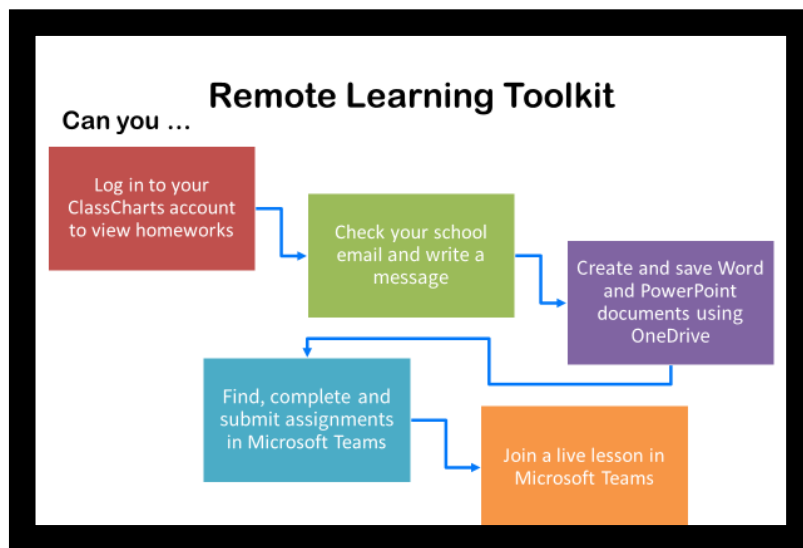 Remote Learning Toolkit
Can you …
Log in to your
ClassCharts account
to view homeworks
Check your school
email and write a
message
Create and save Word
and PowerPoint
documents using
OneDrive
Find, complete and
submit assignments
in Microsoft Teams
Join a live lesson in
Microsoft Teams